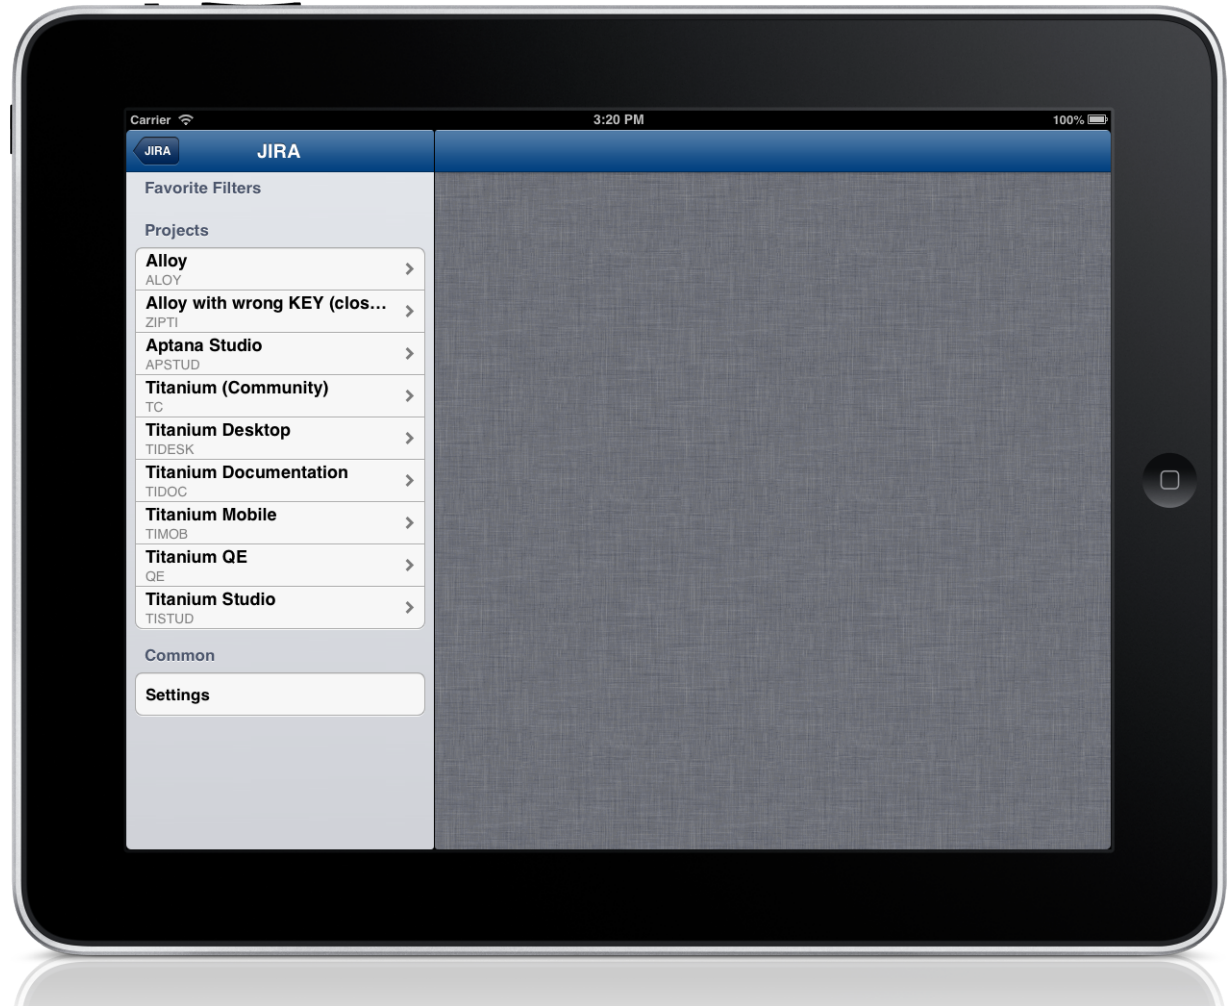 Carrier 3:20 PM 100%
JIRA JIRA
Favorite Filters
Projects
Alloy
ALOY
Alloy with wrong KEY (clos...
ZIPTI
Aptana Studio
APSTUD
Titanium (Community)
TC
Titanium Desktop
TIDESK
Titanium Documentation
TIDOC
Titanium Mobile
TIMOB
Titanium QE
QE
Titanium Studio
TISTUD
Common
Settings